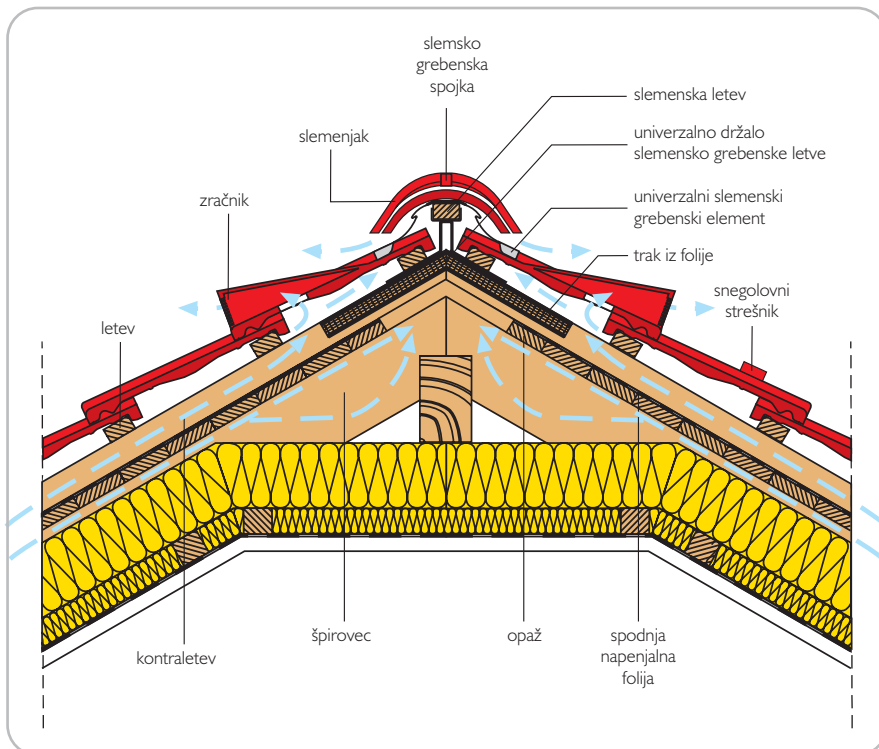 slemsko
grebenska
spojka
slemenska letev
slemenjak
univerzalno držalo
slemensko grebenske letve
zračnik
univerzalni slemenski
grebenski element
trak iz folije
snegolovni
strešnik
letev
kontraletev
špirovec
opaž
spodnja
napenjalna
folija